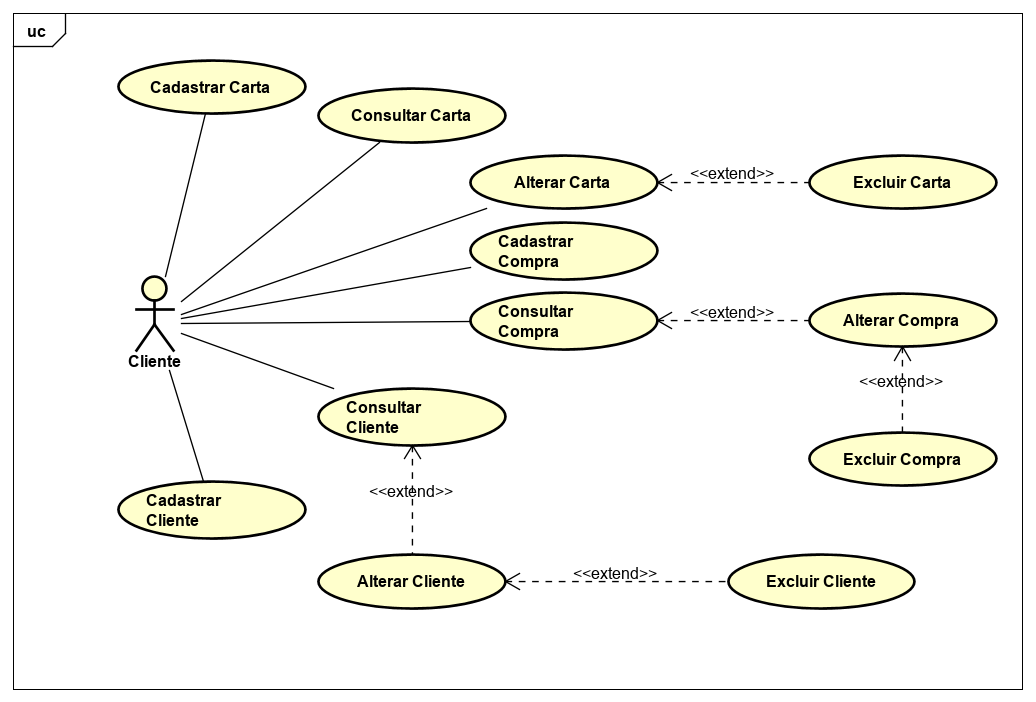 uc
Cadastrar Carta
Consultar Carta
Alterar Carta
<<extend>>
Excluir Carta
Cadastrar
Compra
Consultar
Compra
<<extend>>
Alterar Compra
Cliente
<<extend>>
Consultar
Cliente
Excluir Compra
<<extend>>
Cadastrar
Cliente
Alterar Cliente
<<extend>>
Excluir Cliente